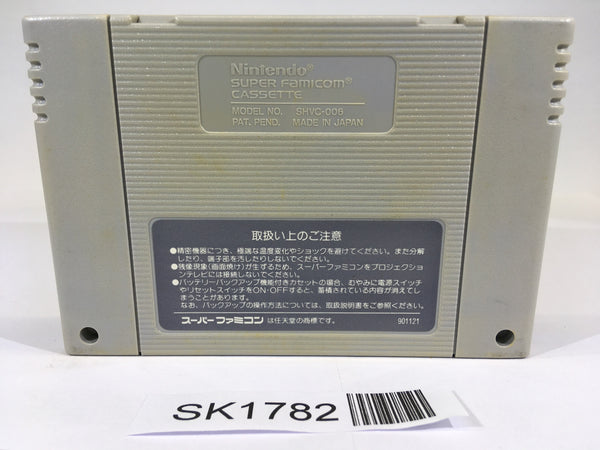 Nintendo®
SUPER FAMICOM®
CASSETTE
MODEL NO. SHVC-006
PAT. PEND. MADE IN JAPAN
取扱い上のご注意
●精密機器につき、極端な温度変化やショックを避けてください。また分解
したり、端子部を汚したりしないでください。
●残像現象(画面焼け)が生ずるため、スーパーファミコンをプロジェクショ
ンテレビには接続しないでください。
●バッテリーバックアップ機能付きカセットの場合、むやみに電源スイッチ
やリセットスイッチをON・OFFすると、蓄積されている内容が消えてし
まうことがあります。
なお、バックアップの操作方法については、取扱説明書をご参照ください。
スーパーファミコン は任天堂の商標です。 901121
SK1782